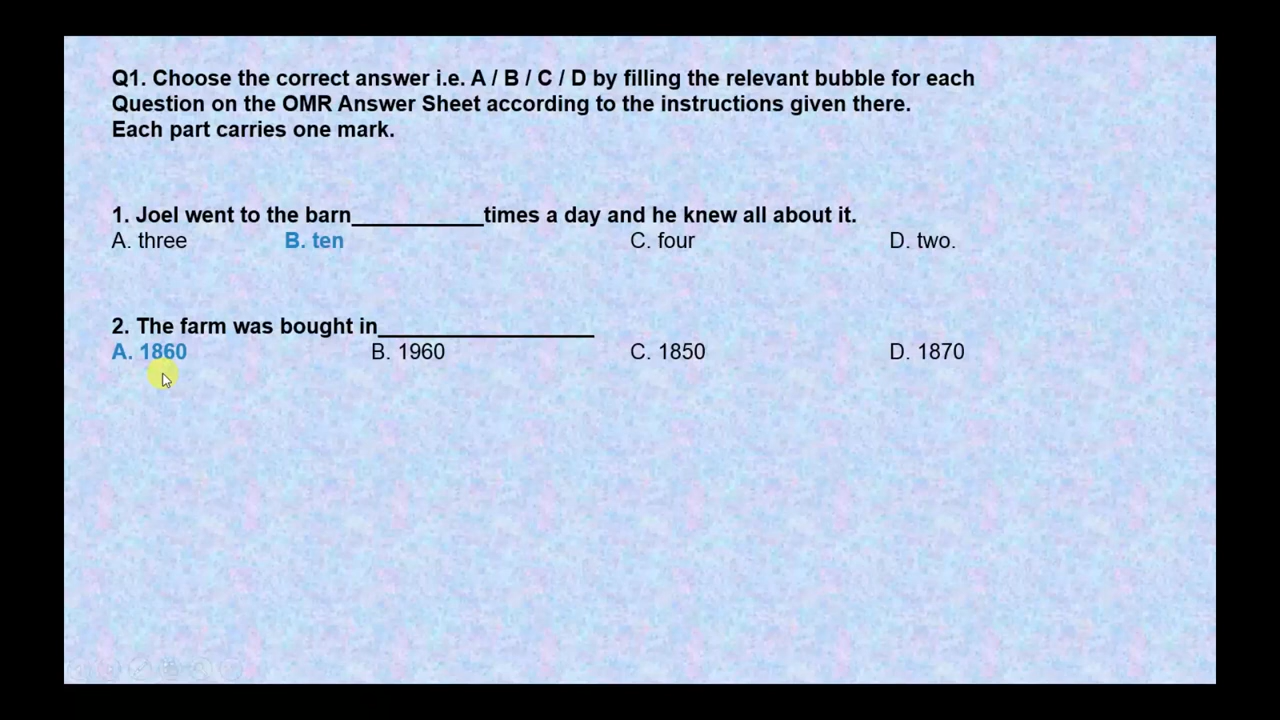 Q1. Choose the correct answer i.e. A / B / C / D by filling the relevant bubble for each
Question on the OMR Answer Sheet according to the instructions given there.
Each part carries one mark.
1. Joel went to the barn___________times a day and he knew all about it.
A. three B. ten C. four D. two.
2. The farm was bought in__________________
A. 1860 B. 1960 C. 1850 D. 1870